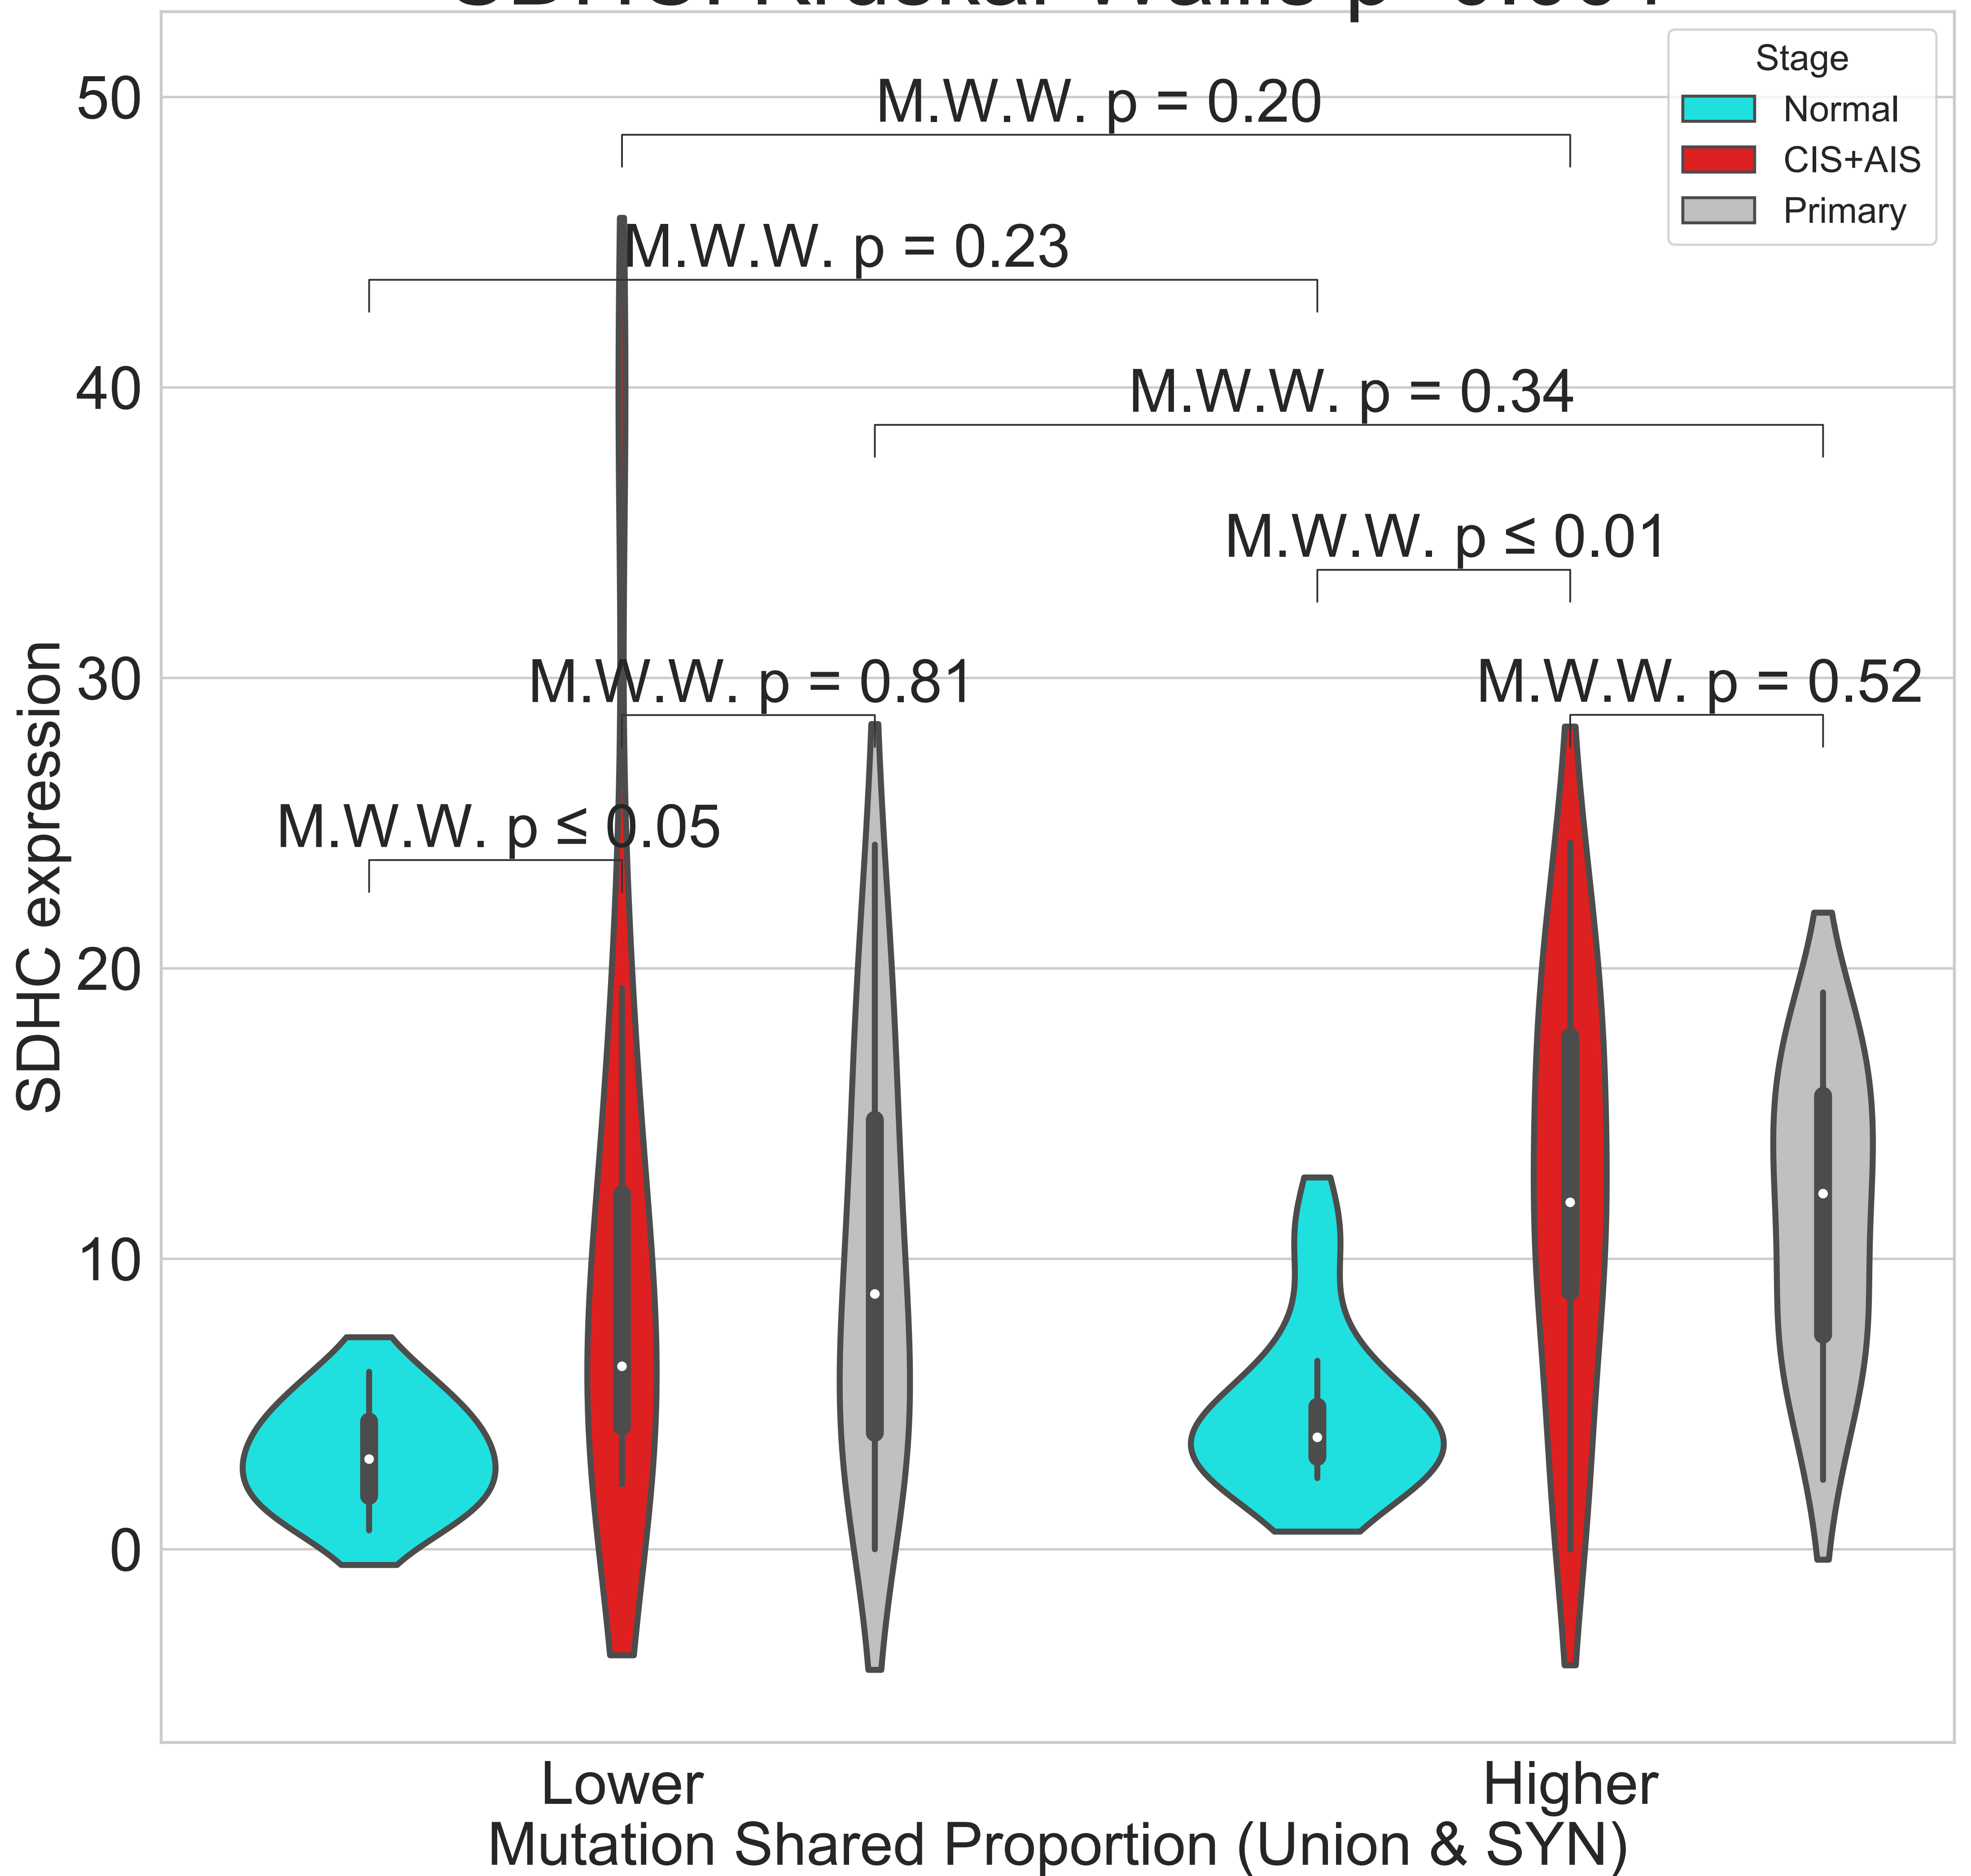 Stage
Normal
CIS+AIS
Primary
M.W.W. p = 0.20
M.W.W. p = 0.23
M.W.W. p = 0.34
M.W.W. p ≤ 0.01
M.W.W. p = 0.81
M.W.W. p = 0.52
M.W.W. p ≤ 0.05
50
40
30
20
10
0
SDHC expression
Lower
Higher
Mutation Shared Proportion (Union & SYN)